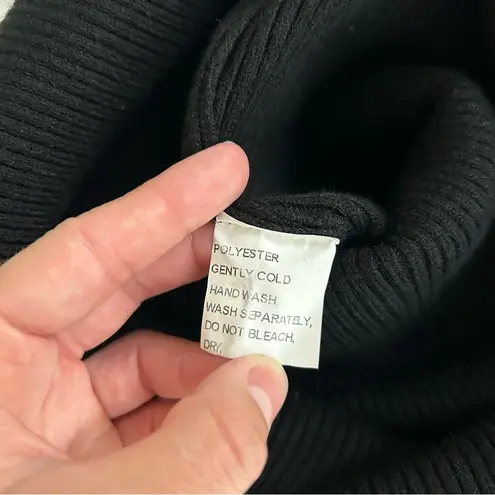 POLYESTER
GENTLY COLD
HAND WASH,
WASH SEPARATELY,
DO NOT BLEACH,
DRY,